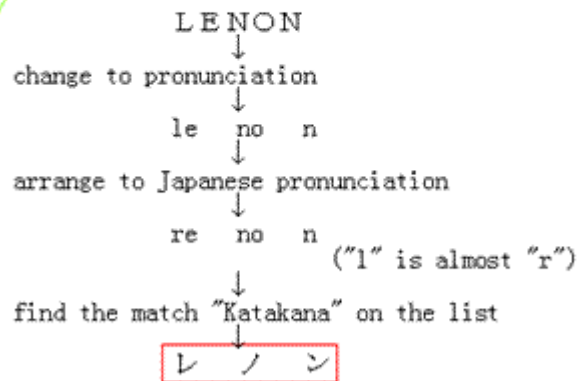 LENON
↓
change to pronunciation
↓
le no n
↓
arrange to Japanese pronunciation
↓
re no n
("l" is almost "r")
↓
find the match "Katakana" on the list
↓
レ ノ ン